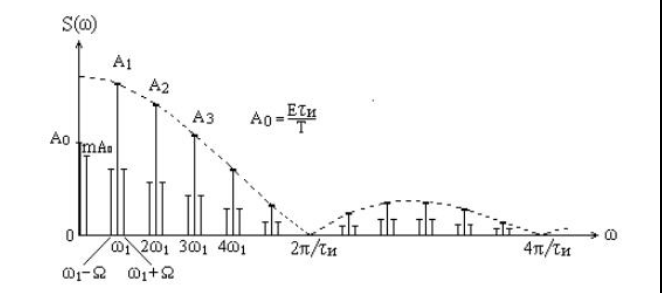 S(ω)
A₁
A₂
A₃
A₀ = Eτи/T
A₀
mA₀
0
ω₁ 2ω₁ 3ω₁ 4ω₁ 2π/τи 4π/τи ω
ω₁−Ω ω₁+Ω